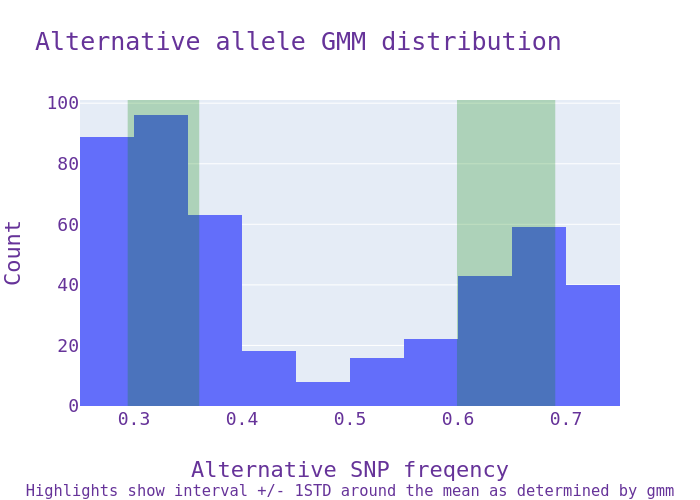 Alternative allele GMM distribution
100
80
60
40
20
0
Count
0.3 0.4 0.5 0.6 0.7
Alternative SNP freqency
Highlights show interval +/- 1STD around the mean as determined by gmm